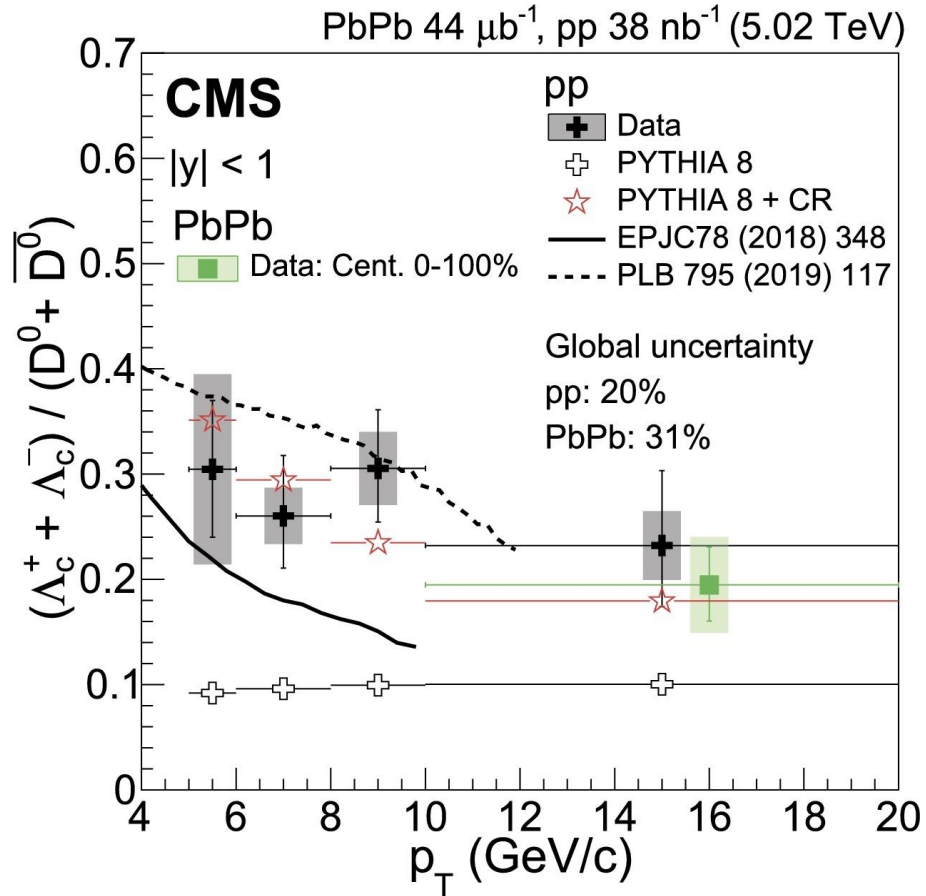 PbPb 44 μb⁻¹, pp 38 nb⁻¹ (5.02 TeV)
CMS
|y| < 1
PbPb
Data: Cent. 0-100%
pp
Data
PYTHIA 8
PYTHIA 8 + CR
EPJC78 (2018) 348
PLB 795 (2019) 117
Global uncertainty
pp: 20%
PbPb: 31%
(Λc⁺ + Λc⁻) / (D⁰ + D̅⁰)
0.7
0.6
0.5
0.4
0.3
0.2
0.1
0
4 6 8 10 12 14 16 18 20
pT (GeV/c)